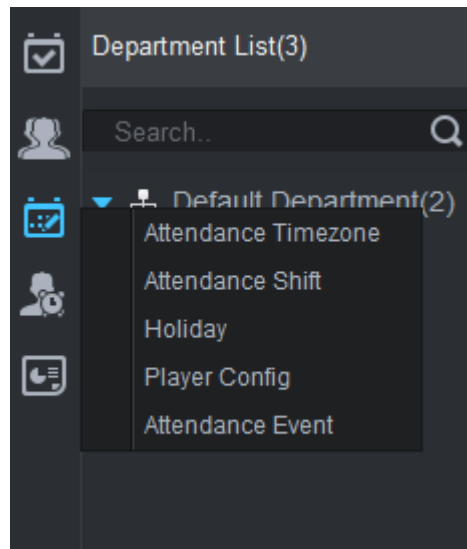 Department List(3)
Search..
Default Department(2)
Attendance Timezone
Attendance Shift
Holiday
Player Config
Attendance Event